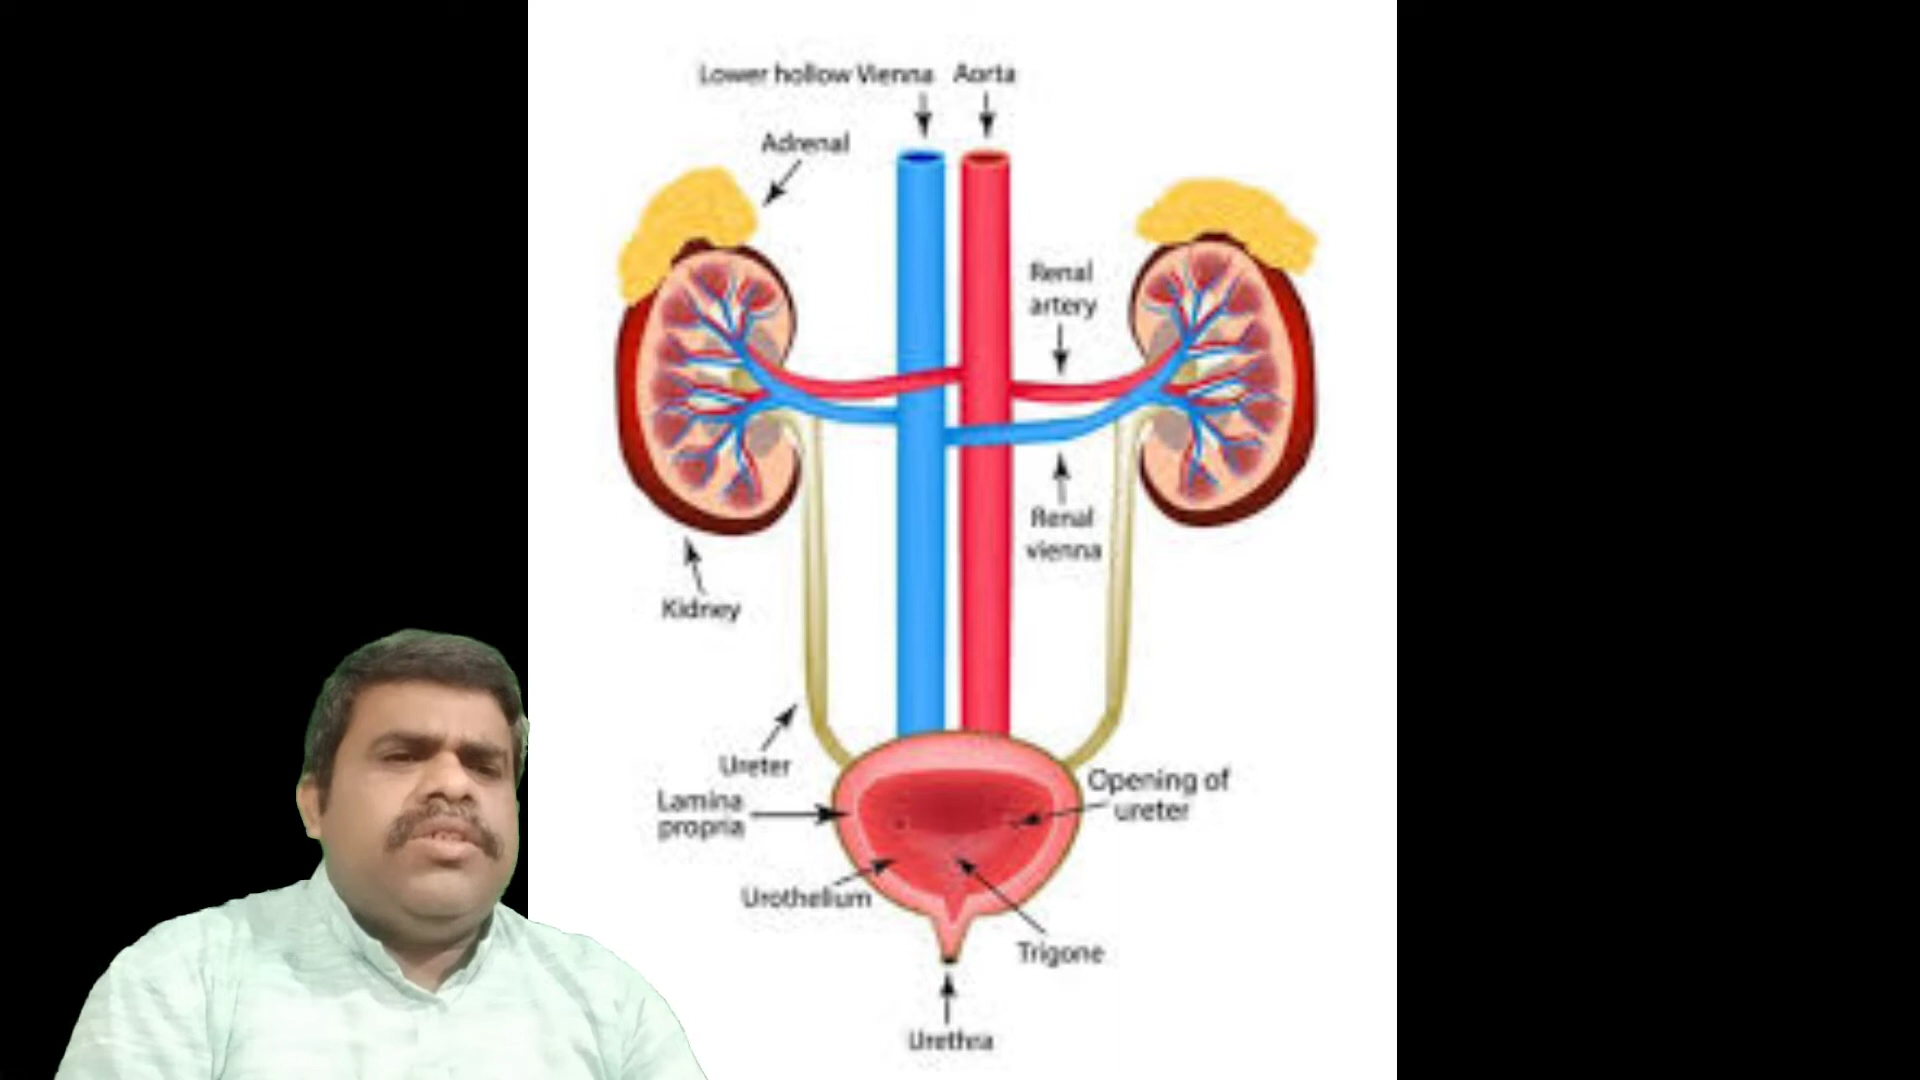 Lower hollow Vienna Aorta
Adrenal
Renal
artery
Renal
vienna
Kidney
Ureter
Lamina
propria
Opening of
ureter
Urothelium
Trigone
Urethra